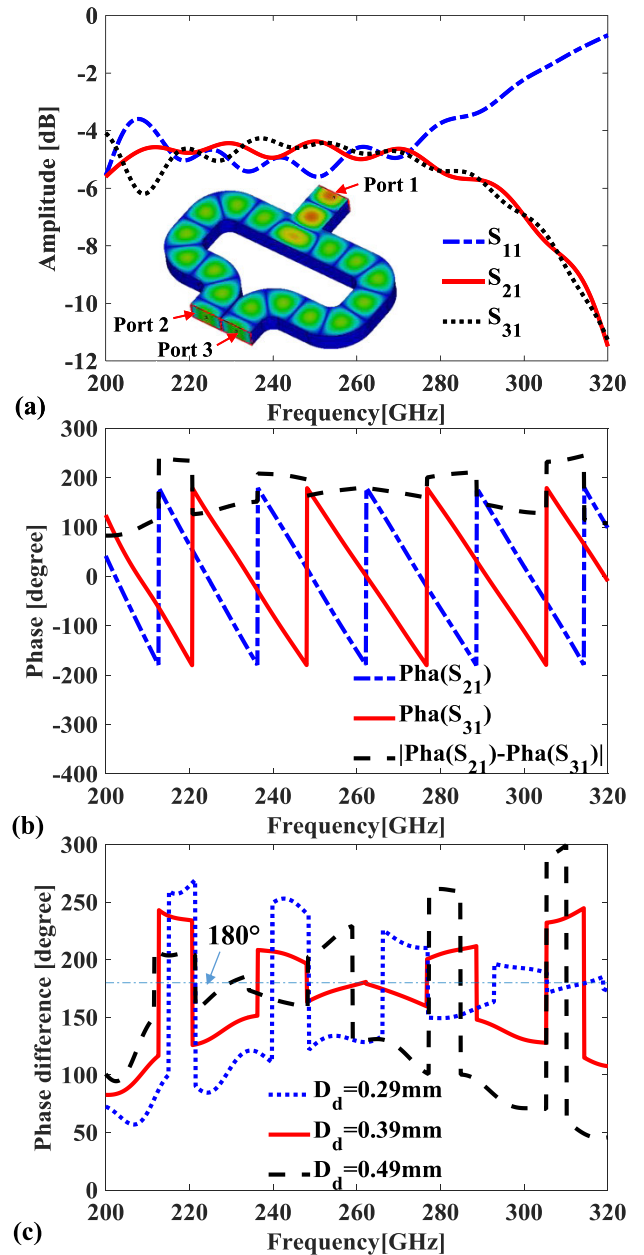 0
-2
-4
-6
-8
-10
-12
Amplitude [dB]
Port 1
Port 2
Port 3
S11
S21
S31
200 220 240 260 280 300 320
Frequency[GHz]
(a)
300
200
100
0
-100
-200
-300
-400
Phase [degree]
Pha(S21)
Pha(S31)
|Pha(S21)-Pha(S31)|
200 220 240 260 280 300 320
Frequency[GHz]
(b)
300
250
200
150
100
50
0
Phase difference [degree]
180°
Dd=0.29mm
Dd=0.39mm
Dd=0.49mm
200 220 240 260 280 300 320
Frequency[GHz]
(c)